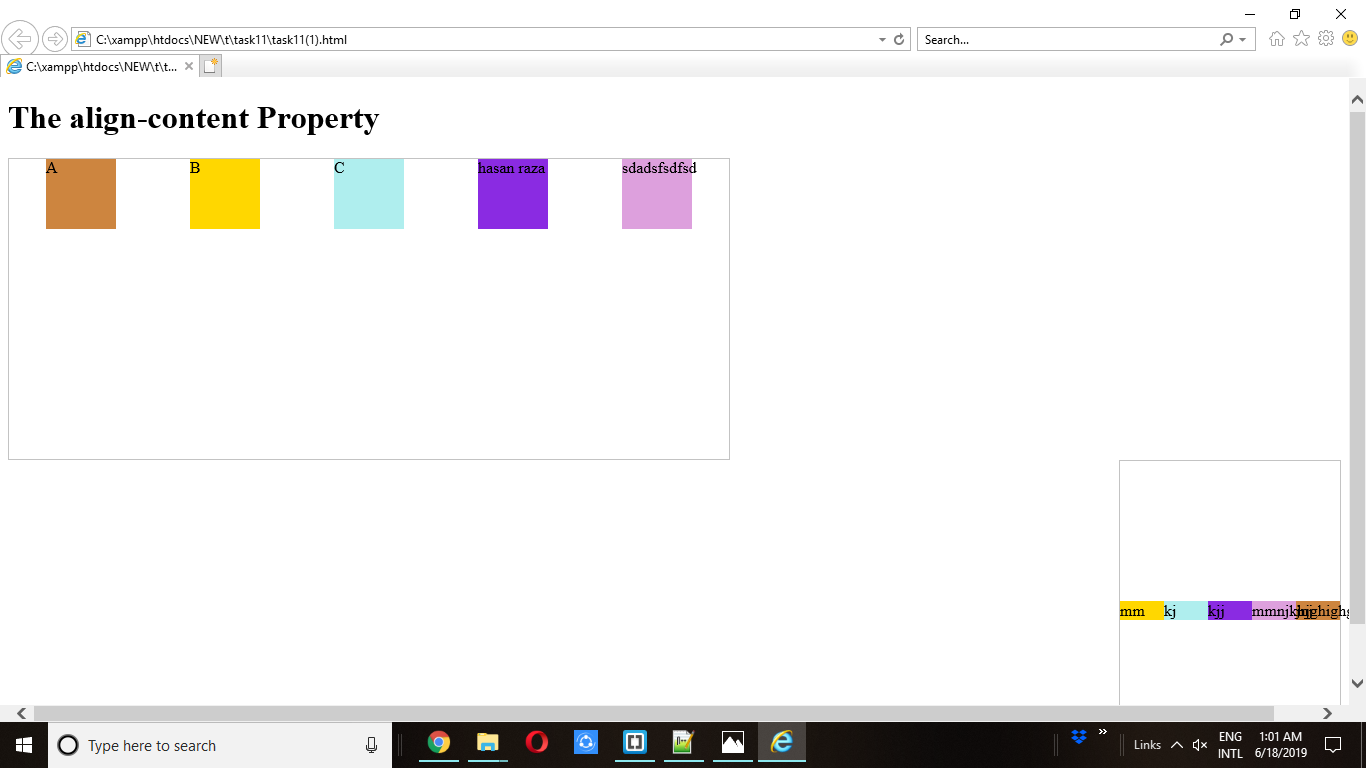 C:\xampp\htdocs\NEW\t\task11\task11(1).html
Search...
C:\xampp\htdocs\NEW\t\t...
The align-content Property
A B C hasan raza sdadsfsdfsd
mm kj kjj
Type here to search
Links
ENG
INTL
1:01 AM
6/18/2019